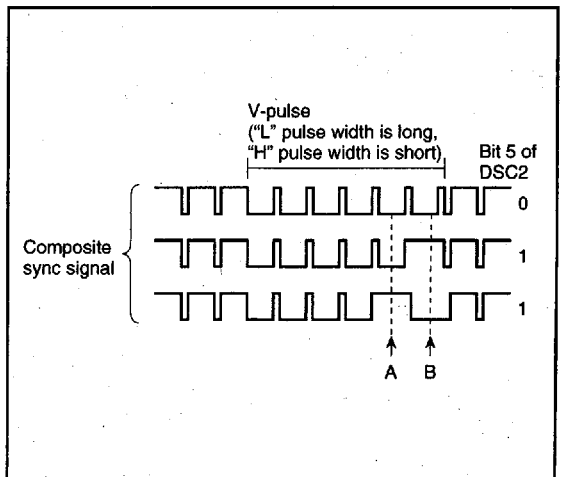 V-pulse
("L" pulse width is long,
"H" pulse width is short)
Bit 5 of
DSC2
0
Composite
sync signal
1
1
A
B